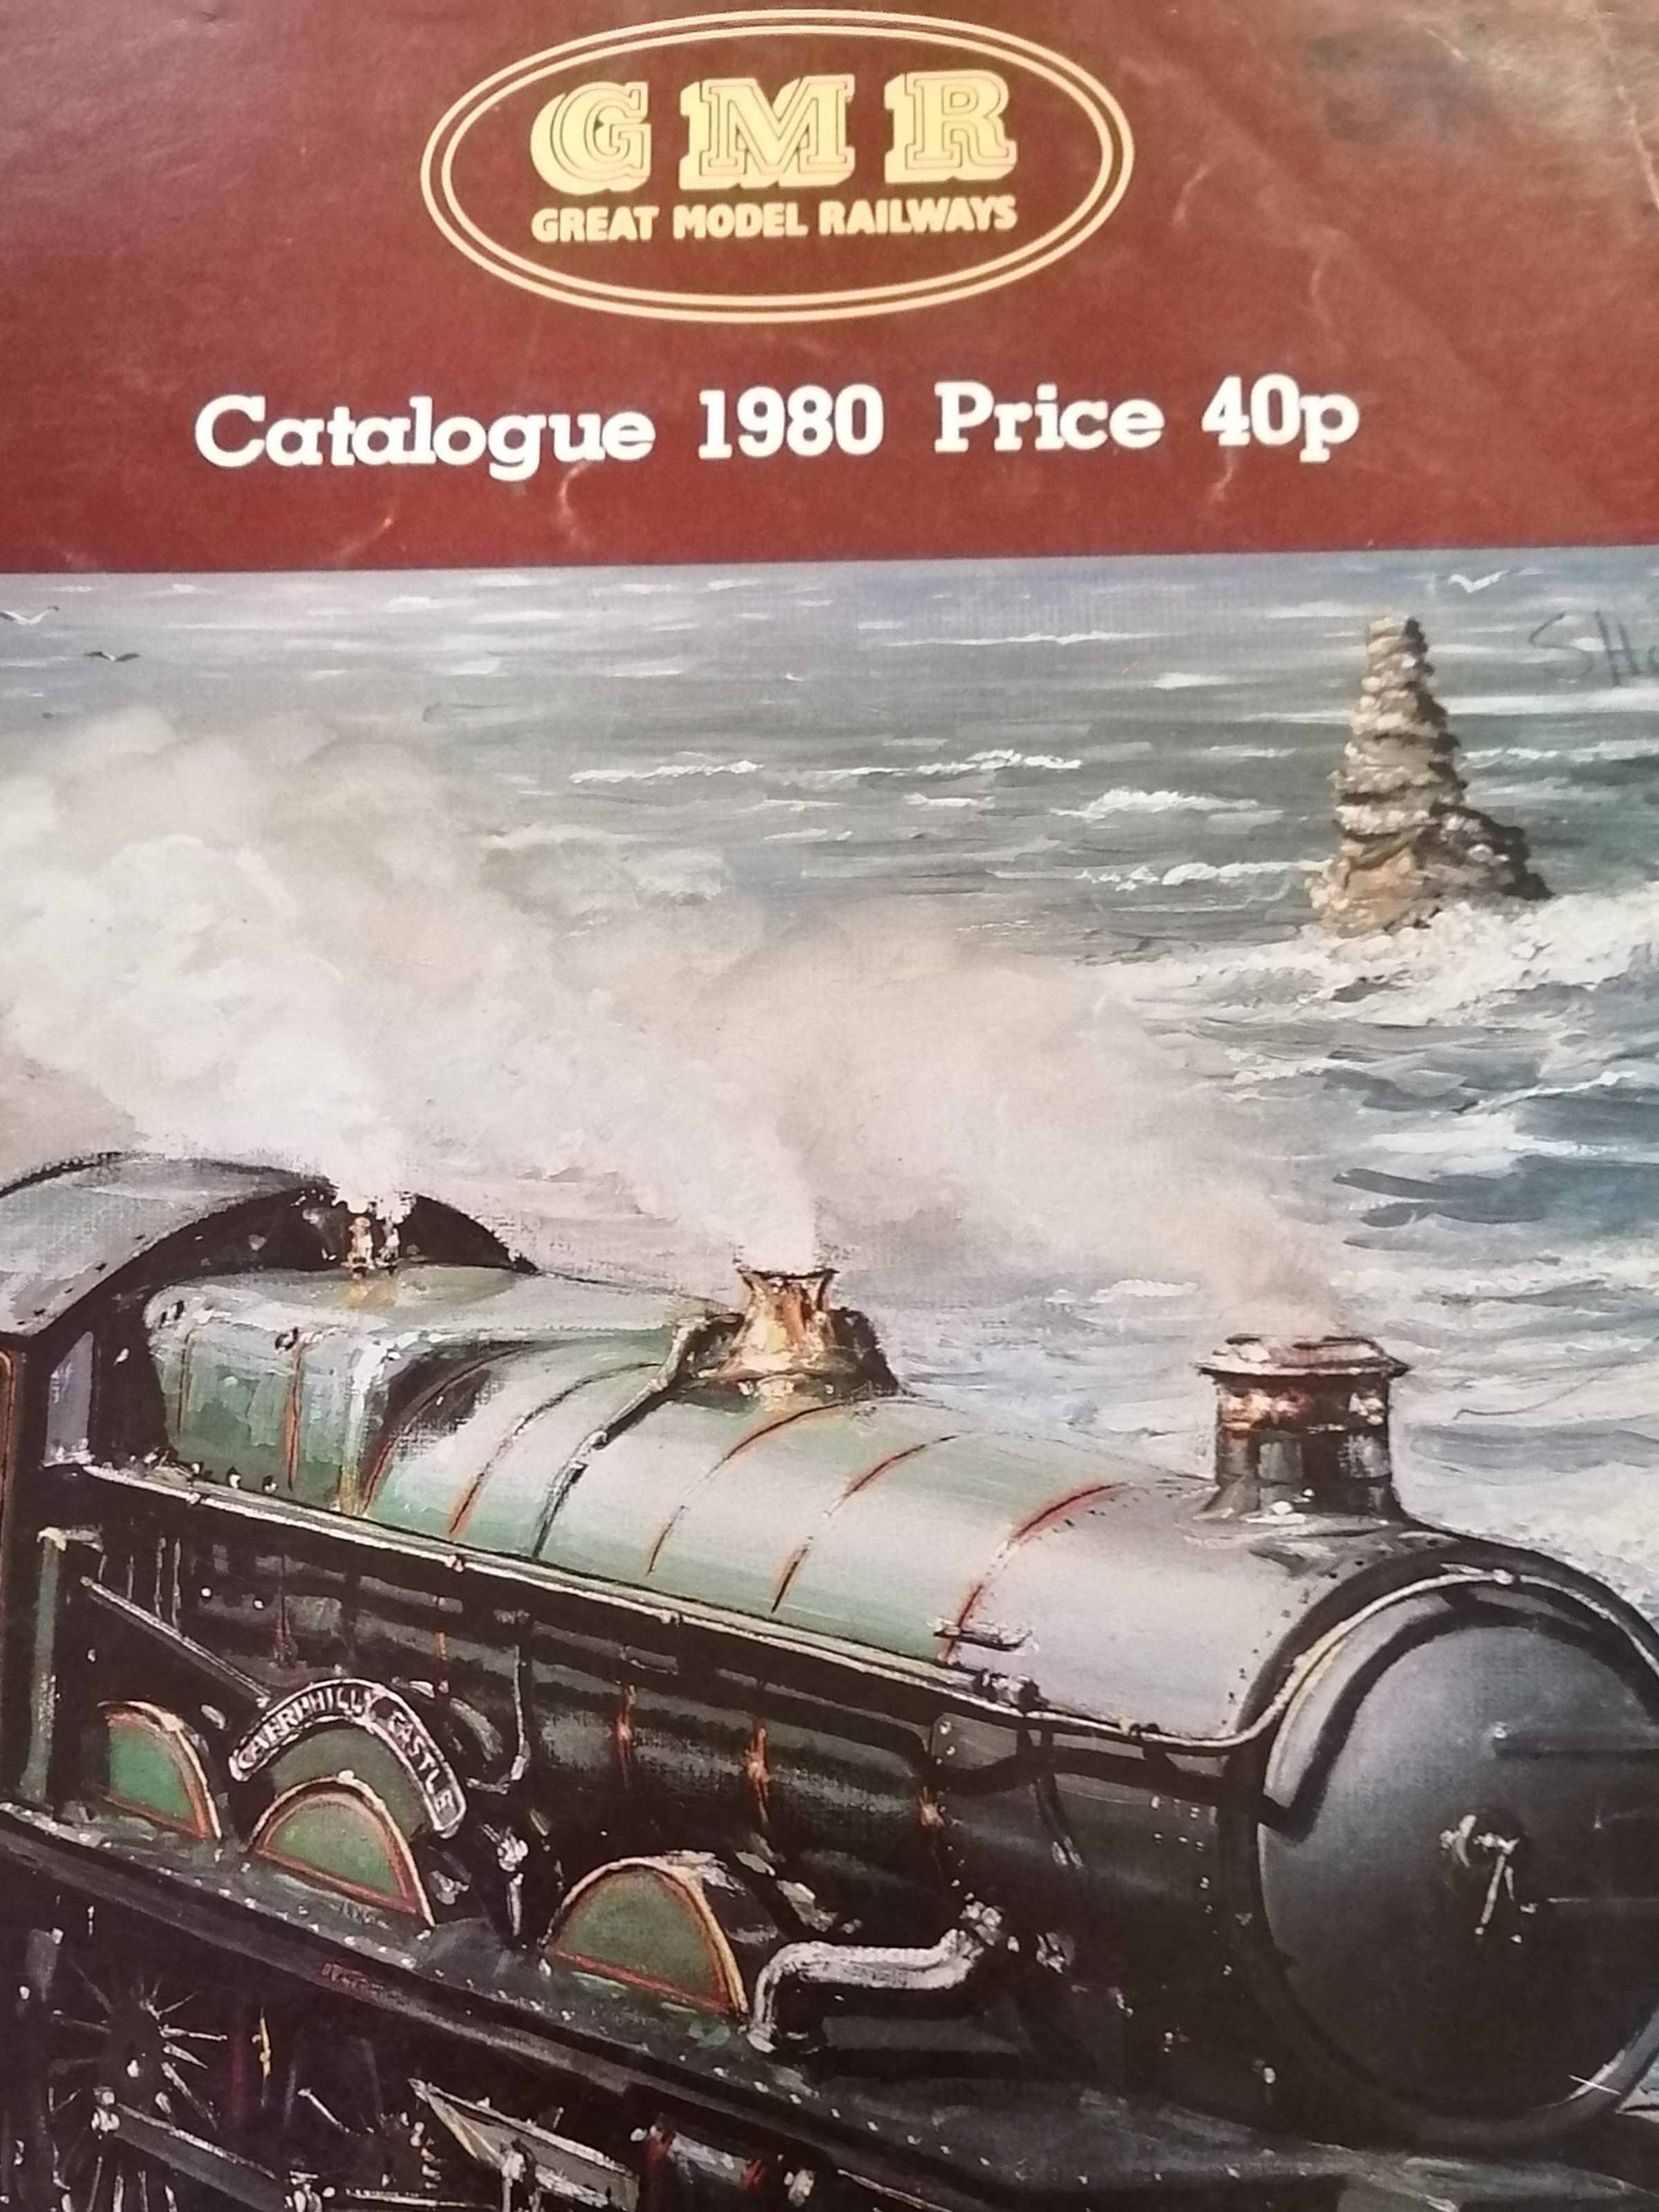 GMR
GREAT MODEL RAILWAYS
Catalogue 1980 Price 40p
CAERPHILLY CASTLE